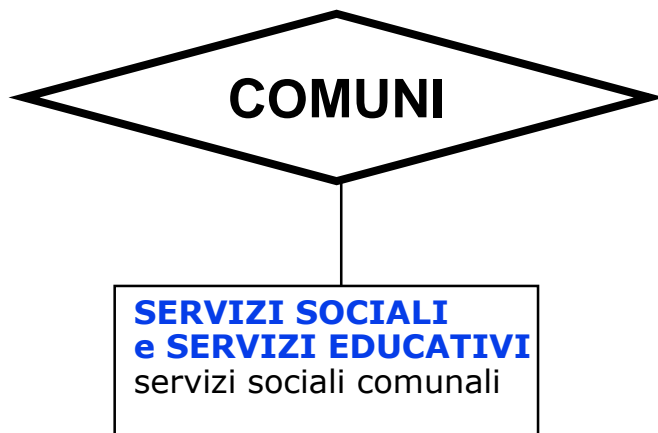 COMUNI
SERVIZI SOCIALI
e SERVIZI EDUCATIVI
servizi sociali comunali